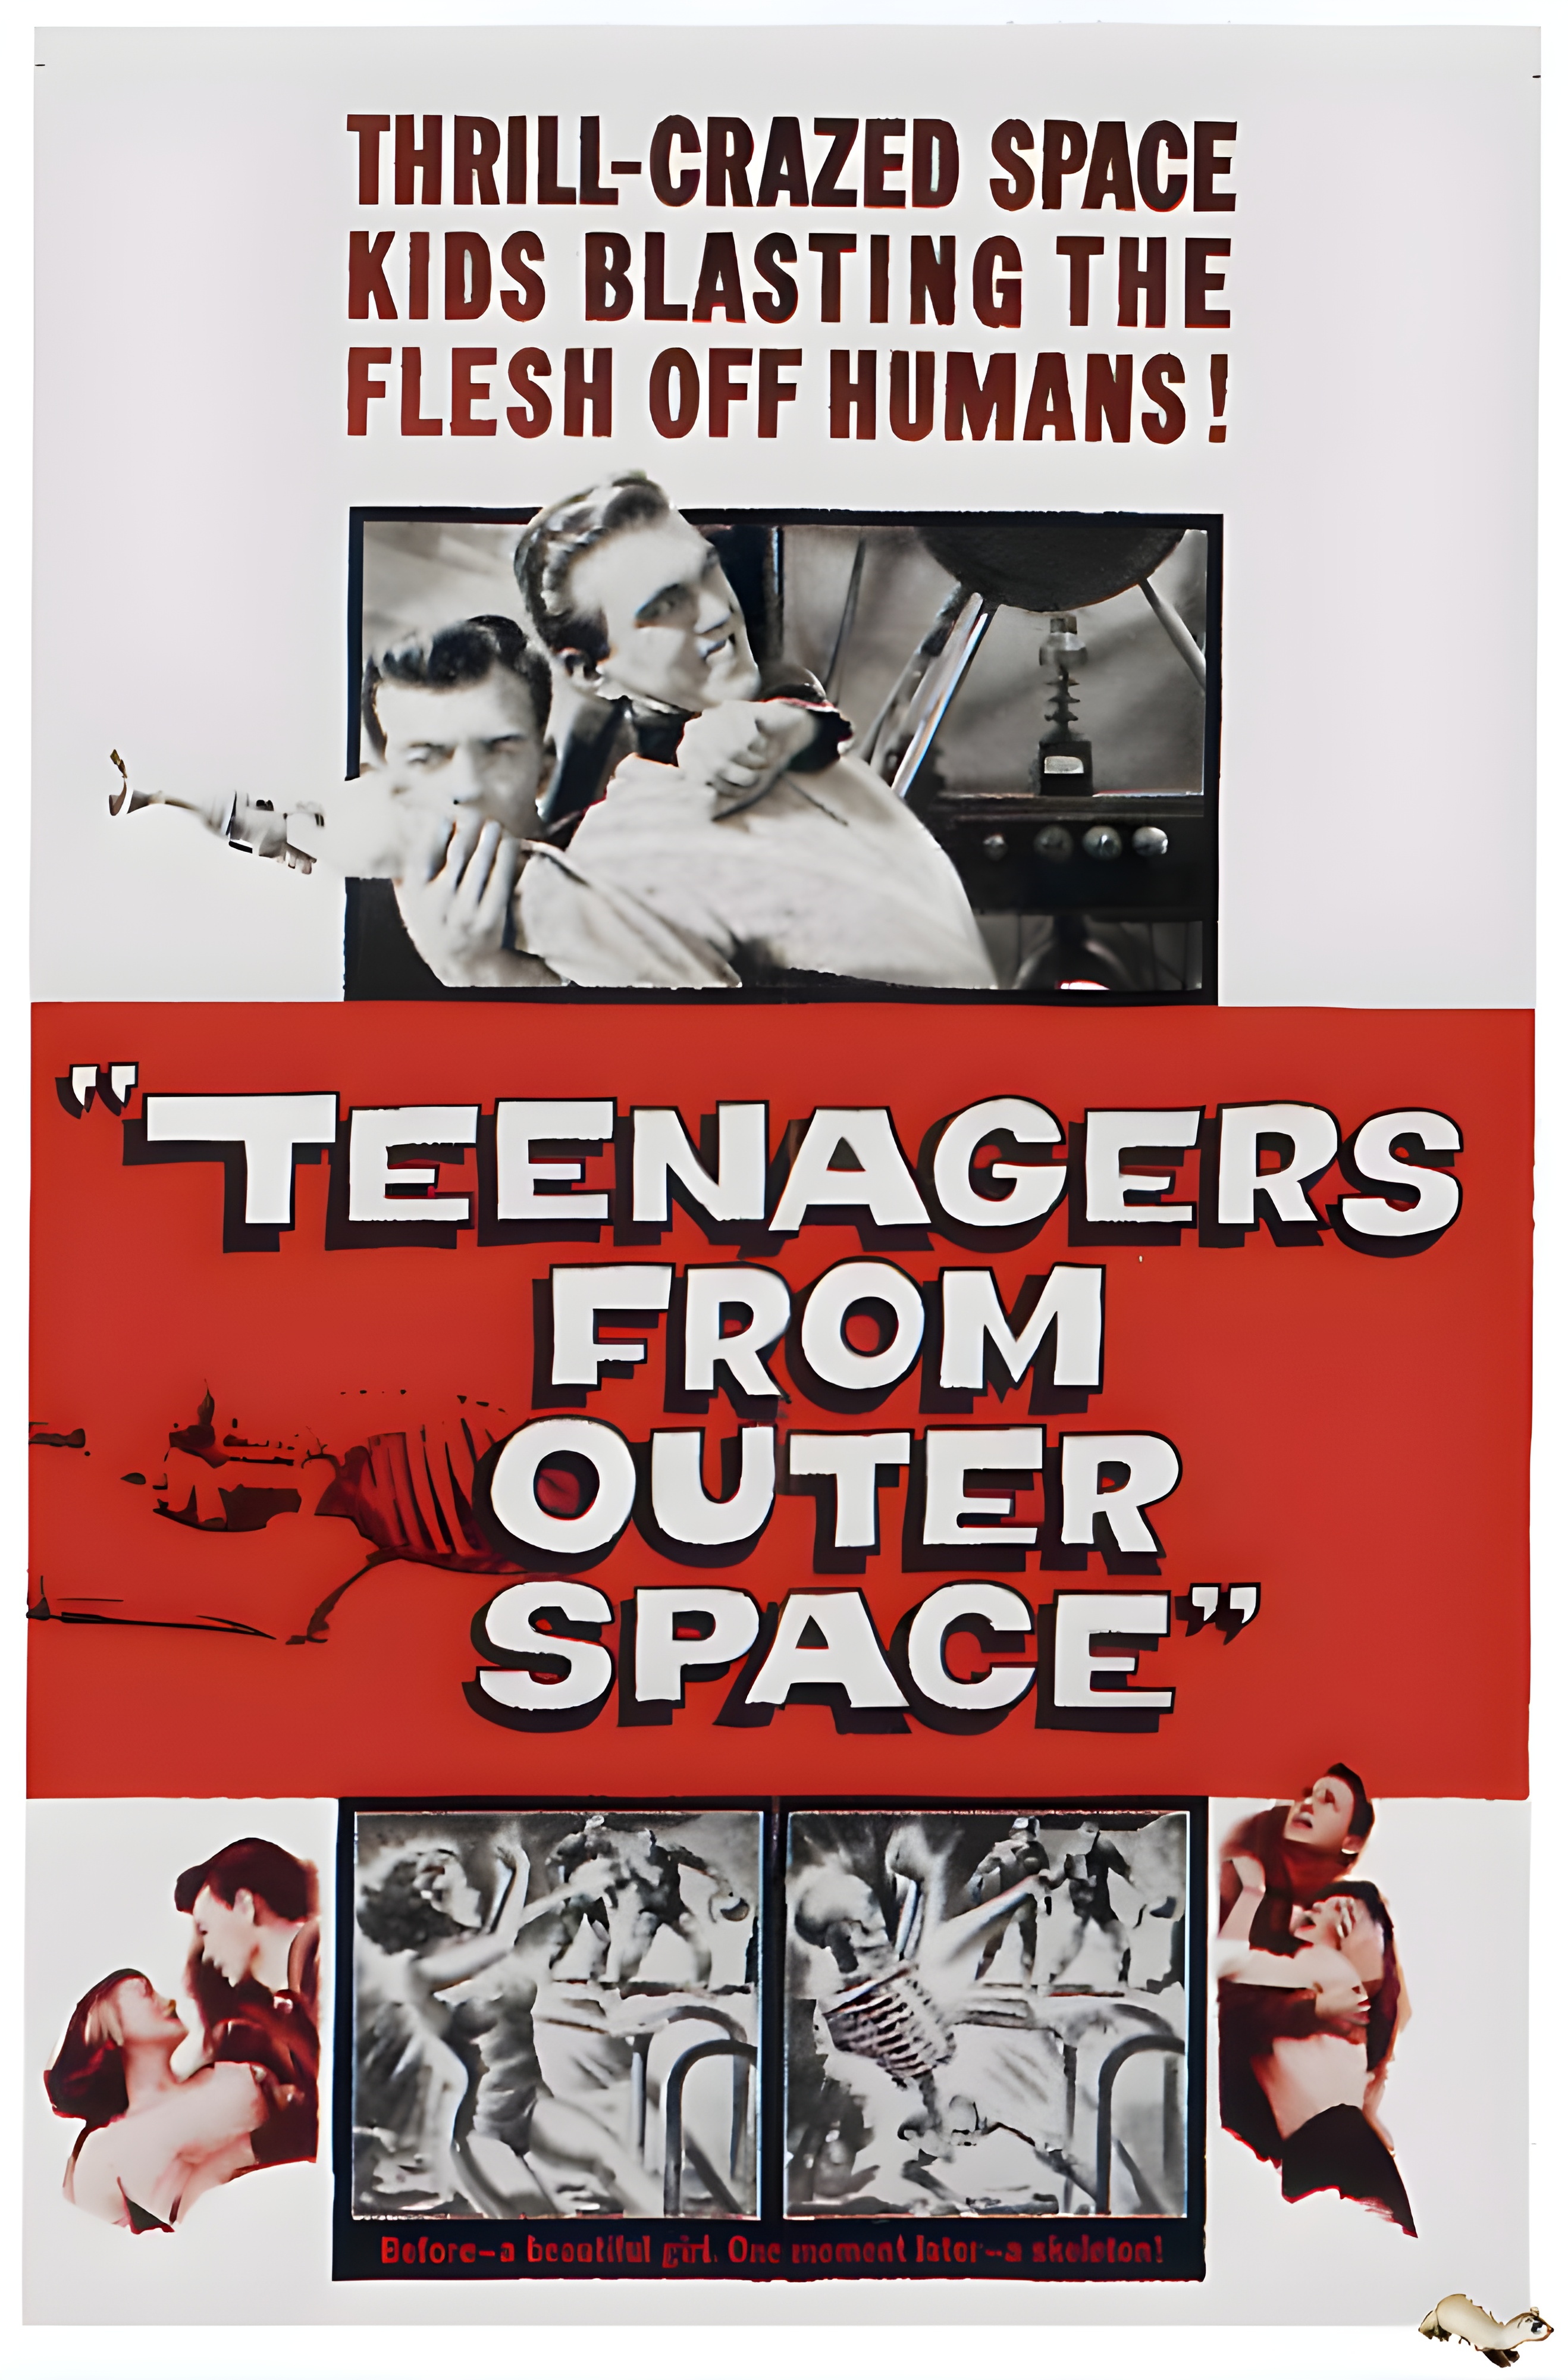 THRILL-CRAZED SPACE
KIDS BLASTING THE
FLESH OFF HUMANS!
"TEENAGERS
FROM
OUTER
SPACE"
Before-a beautiful girl. One moment later-a skeleton!